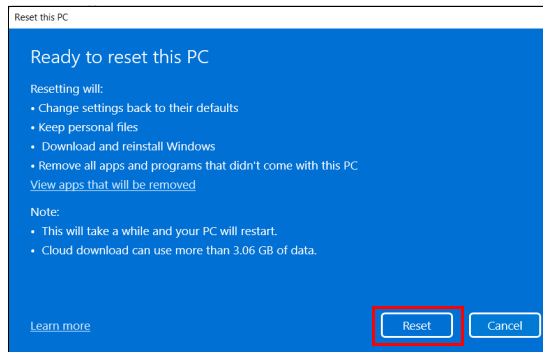 Reset this PC
Ready to reset this PC
Resetting will:
• Change settings back to their defaults
• Keep personal files
• Download and reinstall Windows
• Remove all apps and programs that didn't come with this PC
View apps that will be removed
Note:
• This will take a while and your PC will restart.
• Cloud download can use more than 3.06 GB of data.
Learn more
Reset
Cancel